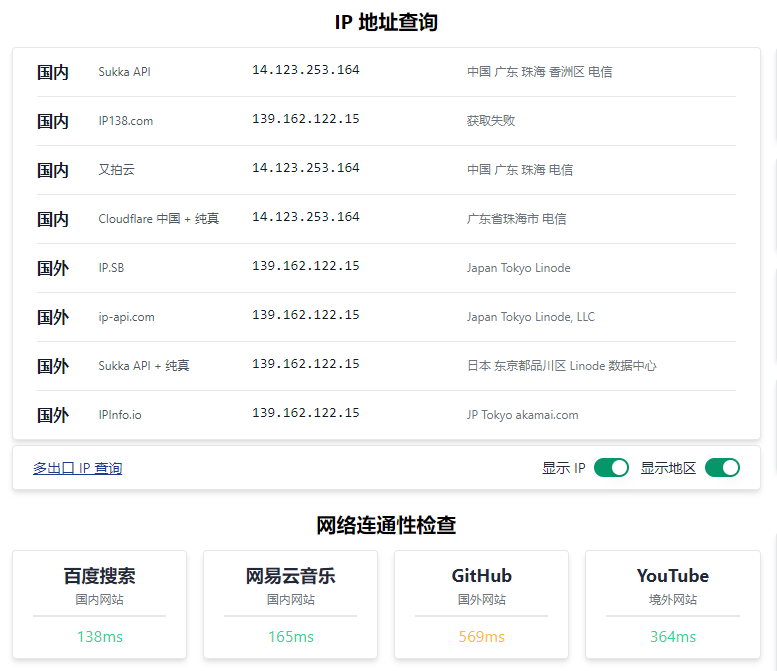 IP 地址查询
国内 Sukka API 14.123.253.164 中国 广东 珠海 香洲区 电信
国内 IP138.com 139.162.122.15 获取失败
国内 又拍云 14.123.253.164 中国 广东 珠海 电信
国内 Cloudflare 中国 + 纯真 14.123.253.164 广东省珠海市 电信
国外 IP.SB 139.162.122.15 Japan Tokyo Linode
国外 ip-api.com 139.162.122.15 Japan Tokyo Linode, LLC
国外 Sukka API + 纯真 139.162.122.15 日本 东京都品川区 Linode 数据中心
国外 IPInfo.io 139.162.122.15 JP Tokyo akamai.com
多出口 IP 查询 显示 IP 显示地区
网络连通性检查
百度搜索 网易云音乐 GitHub YouTube
国内网站 国内网站 国外网站 境外网站
138ms 165ms 569ms 364ms